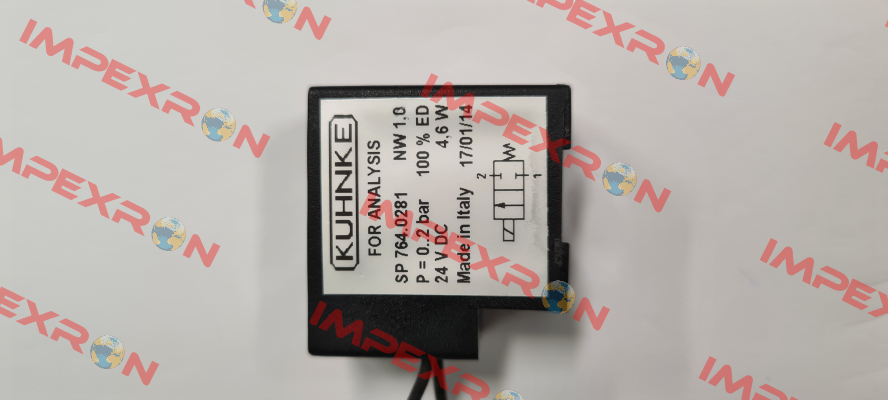 KUHNKE
FOR ANALYSIS
SP 764.0281 NW 1,0
P = 0..2 bar 100 % ED
24 V DC 4,6 W
Made in Italy 17/01/14
2
1
IMPEXRON
IMPEXRON
IMPEXRON
IMPEXRON
IMPEXRON
IMPEXRON
IMPEXRON
IMPEXRON